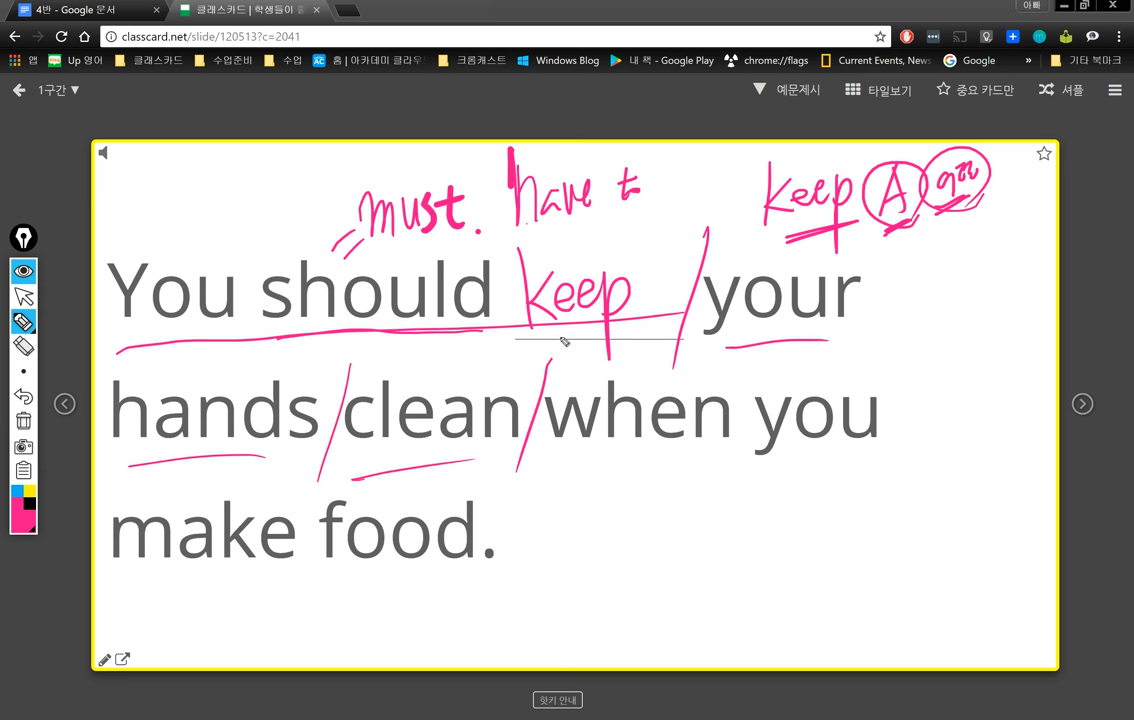 4반 - Google 문서
클래스카드 | 학생들이 
아빠
classcard.net/slide/120513?c=2041
앱 Up 영어 클래스카드 수업준비 수업 AC 홈 | 아카데미 클라우 크롬캐스트 Windows Blog 내 책 - Google Play chrome://flags Current Events, News Google » 기타 북마크
1구간 ▼ ▼ 예문제시 타일보기 중요 카드만 셔플
must. have to keep A
You should keep / your
hands / clean / when you
make food.
핫키 안내